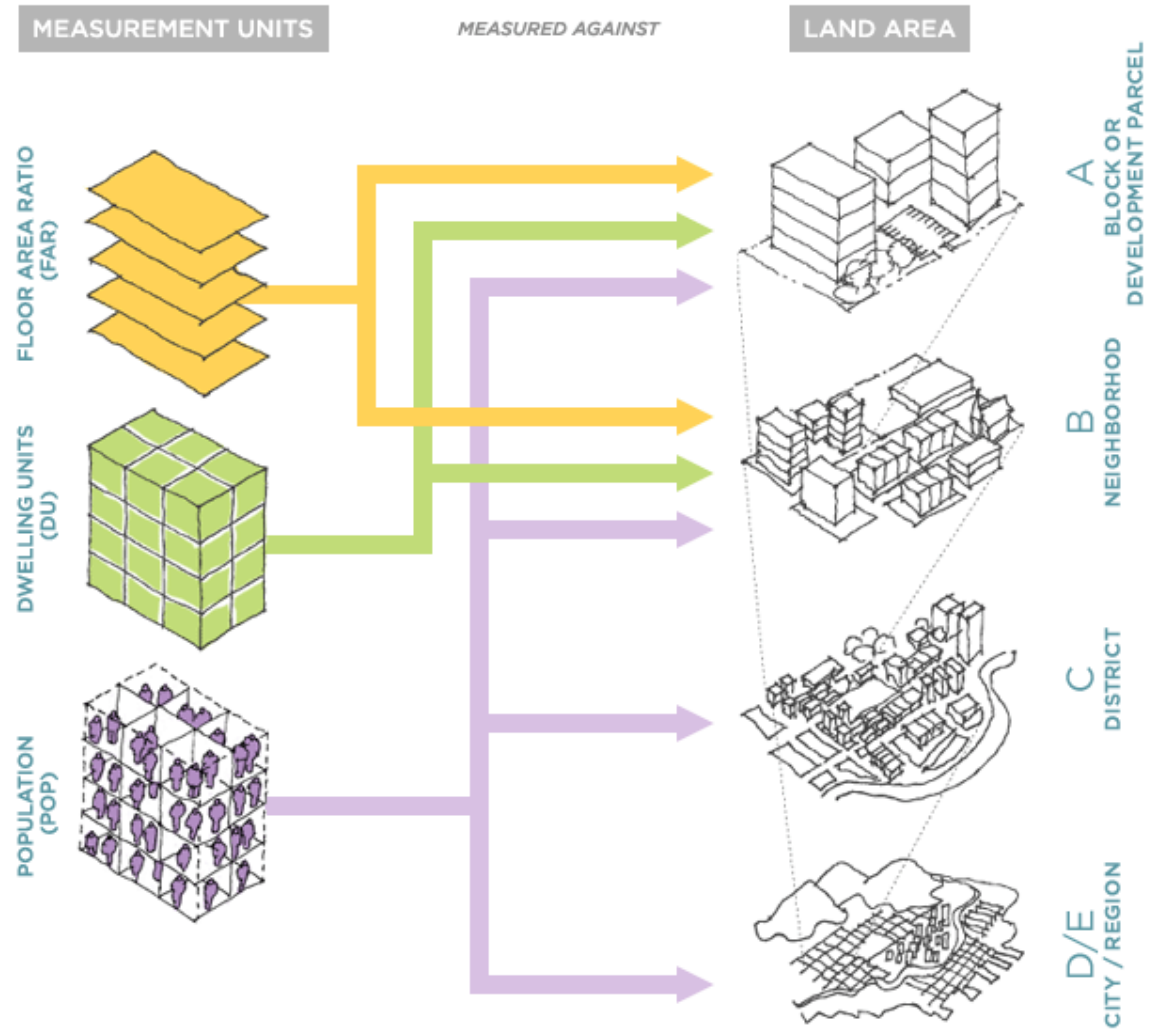 MEASUREMENT UNITS
MEASURED AGAINST
LAND AREA
FLOOR AREA RATIO
(FAR)
DWELLING UNITS
(DU)
POPULATION
(POP)
A
BLOCK OR
DEVELOPMENT PARCEL
B
NEIGHBORHOD
C
DISTRICT
D/E
CITY / REGION